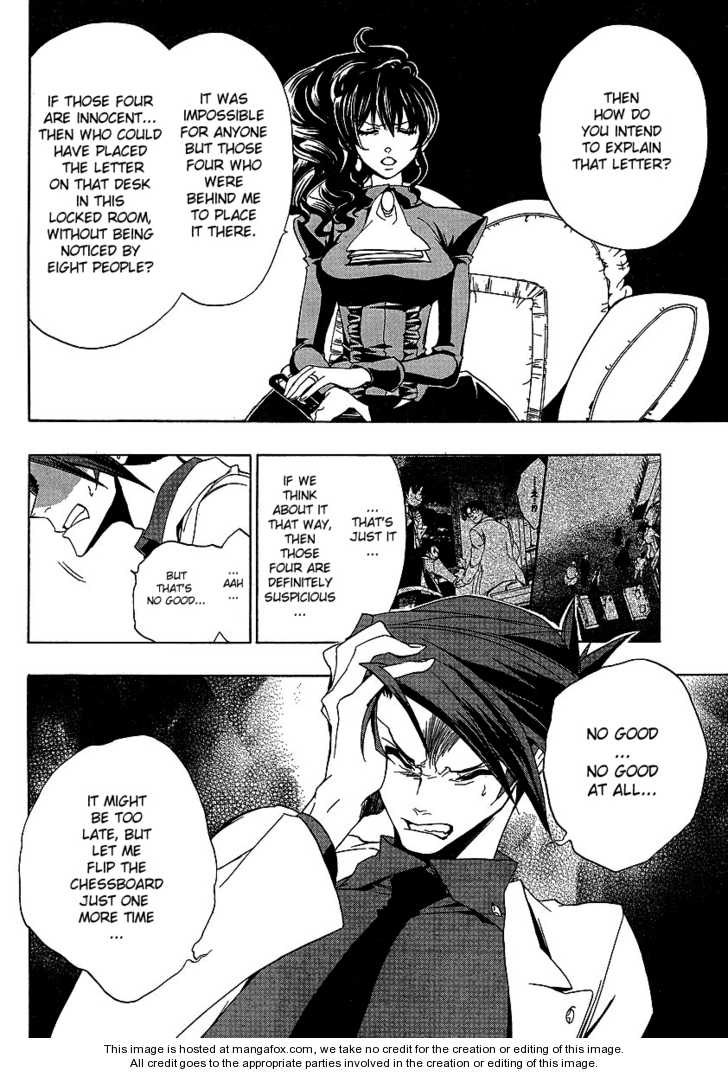 THEN
HOW DO
YOU INTEND
TO EXPLAIN
THAT LETTER?
IT WAS
IMPOSSIBLE
FOR ANYONE
BUT THOSE
FOUR WHO
WERE
BEHIND ME
TO PLACE
IT THERE.
IF THOSE FOUR
ARE INNOCENT...
THEN WHO COULD
HAVE PLACED
THE LETTER
ON THAT DESK
IN THIS
LOCKED ROOM,
WITHOUT BEING
NOTICED BY
EIGHT PEOPLE?
...
THAT'S
JUST IT
...
IF WE
THINK
ABOUT IT
THAT WAY,
THEN
THOSE
FOUR ARE
DEFINITELY
SUSPICIOUS
...
...
AAH
...
BUT
THAT'S
NO GOOD...
NO GOOD
...
NO GOOD
AT ALL...
IT MIGHT
BE TOO
LATE, BUT
LET ME
FLIP THE
CHESSBOARD
JUST ONE
MORE TIME
...
This image is hosted at mangafox.com, we take no credit for the creation or editing of this image.
All credit goes to the appropriate parties involved in the creation or editing of this image.